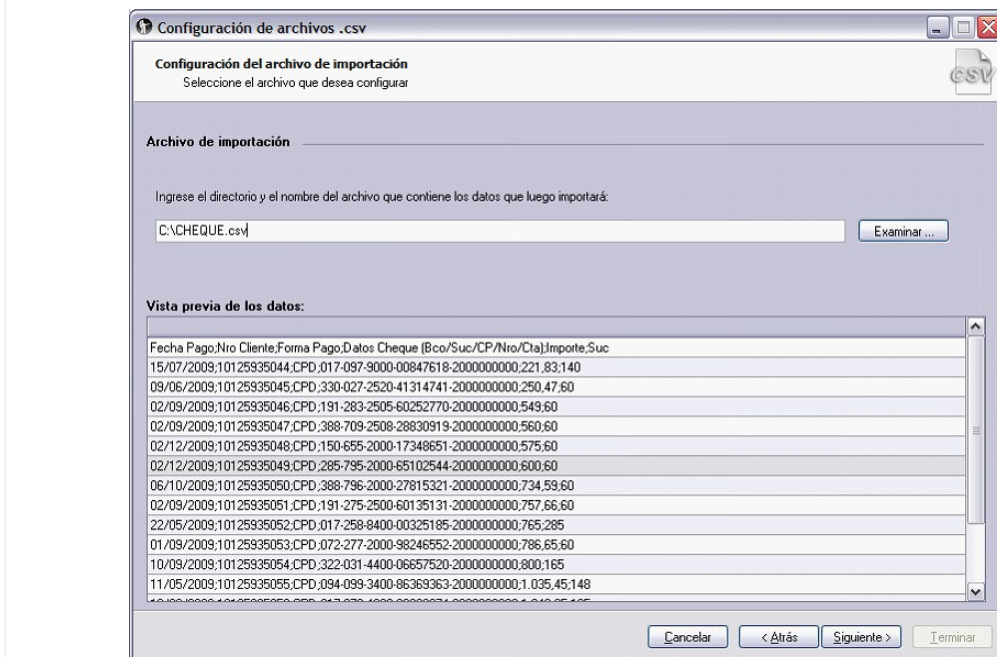 Configuración de archivos .csv
Configuración del archivo de importación
Seleccione el archivo que desea configurar
CSV
Archivo de importación
Ingrese el directorio y el nombre del archivo que contiene los datos que luego importará:
C:\CHEQUE.csv
Examinar ...
Vista previa de los datos:
Fecha Pago;Nro Cliente;Forma Pago;Datos Cheque (Bco/Suc/CP/Nro/Cta);Importe;Suc
15/07/2009;10125935044;CPD;017-097-9000-00847618-2000000000;221,83;140
09/06/2009;10125935045;CPD;330-027-2520-41314741-2000000000;250,47;60
02/09/2009;10125935046;CPD;191-283-2505-60252770-2000000000;549;60
02/09/2009;10125935047;CPD;388-709-2508-28830919-2000000000;560;60
02/12/2009;10125935048;CPD;150-655-2000-17348651-2000000000;575;60
02/12/2009;10125935049;CPD;285-795-2000-65102544-2000000000;600;60
06/10/2009;10125935050;CPD;388-796-2000-27815321-2000000000;734,59;60
02/09/2009;10125935051;CPD;191-275-2500-60135131-2000000000;757,66;60
22/05/2009;10125935052;CPD;017-258-8400-00325185-2000000000;765;285
01/09/2009;10125935053;CPD;072-277-2000-98246552-2000000000;786,65;60
10/09/2009;10125935054;CPD;322-031-4400-06657520-2000000000;800;165
11/05/2009;10125935055;CPD;094-099-3400-86369363-2000000000;1.035,45;148
Cancelar
< Atrás
Siguiente >
Terminar